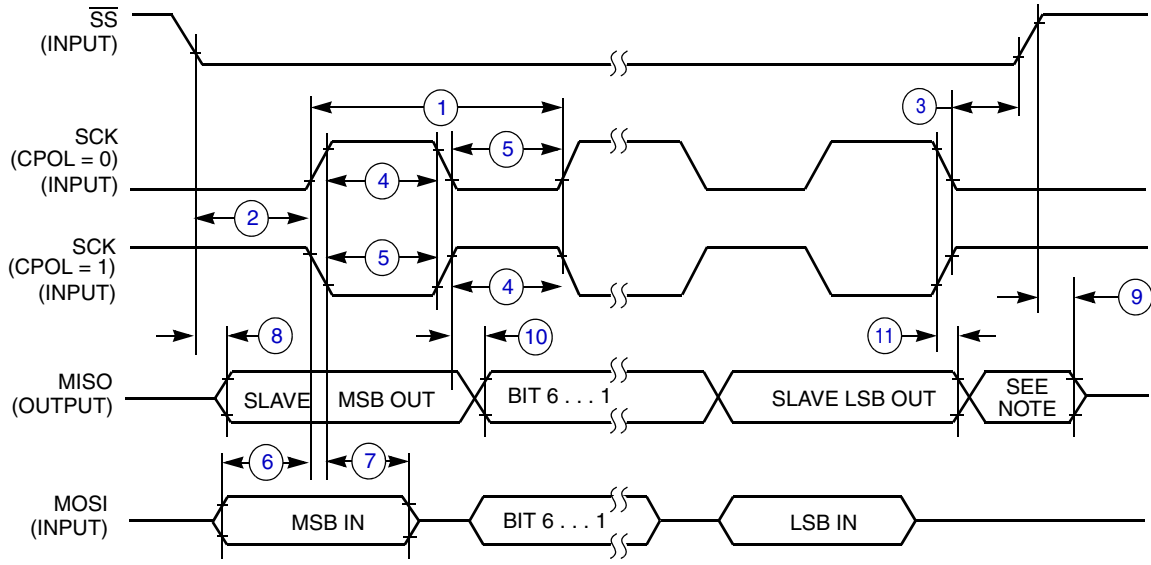 SS
(INPUT)
1
3
SCK
(CPOL = 0)
(INPUT)
5
4
2
SCK
(CPOL = 1)
(INPUT)
5
4
9
8
10
11
MISO
(OUTPUT)
SLAVE MSB OUT
BIT 6 . . . 1
SLAVE LSB OUT
SEE
NOTE
6
7
MOSI
(INPUT)
MSB IN
BIT 6 . . . 1
LSB IN